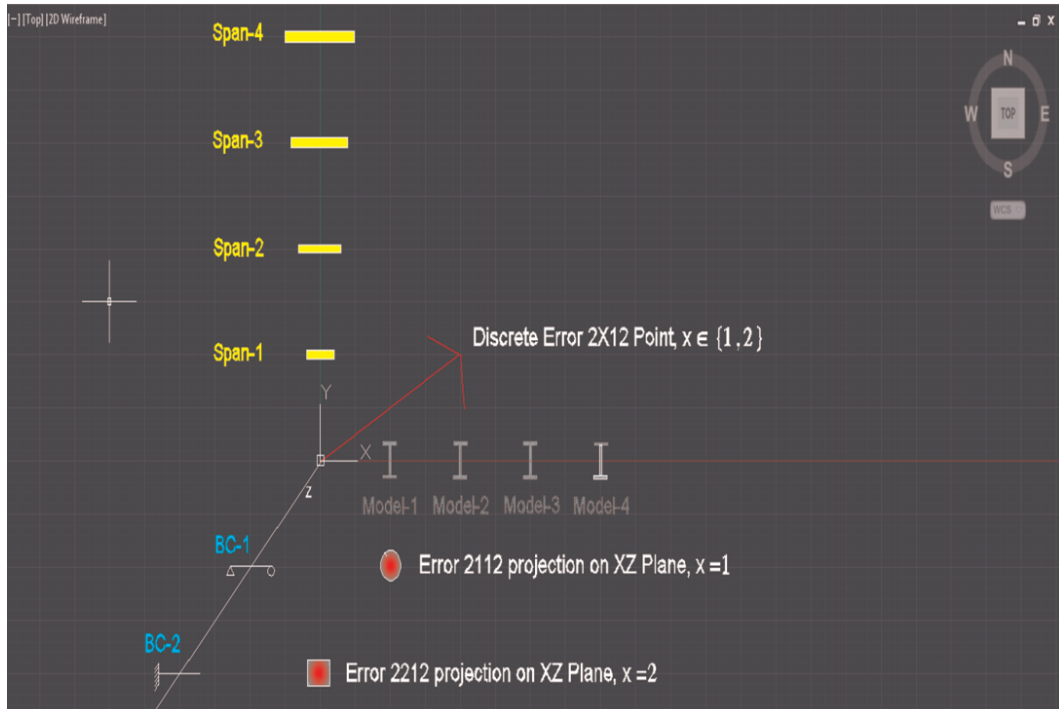 [−] [Top] [2D Wireframe]
Span-4
N
W TOP E
S
WCS
Span-3
Span-2
Discrete Error 2X12 Point, x ∈ {1,2}
Span-1
Y
X
Z
Model-1 Model-2 Model-3 Model-4
BC-1
Error 2112 projection on XZ Plane, x =1
BC-2
Error 2212 projection on XZ Plane, x =2